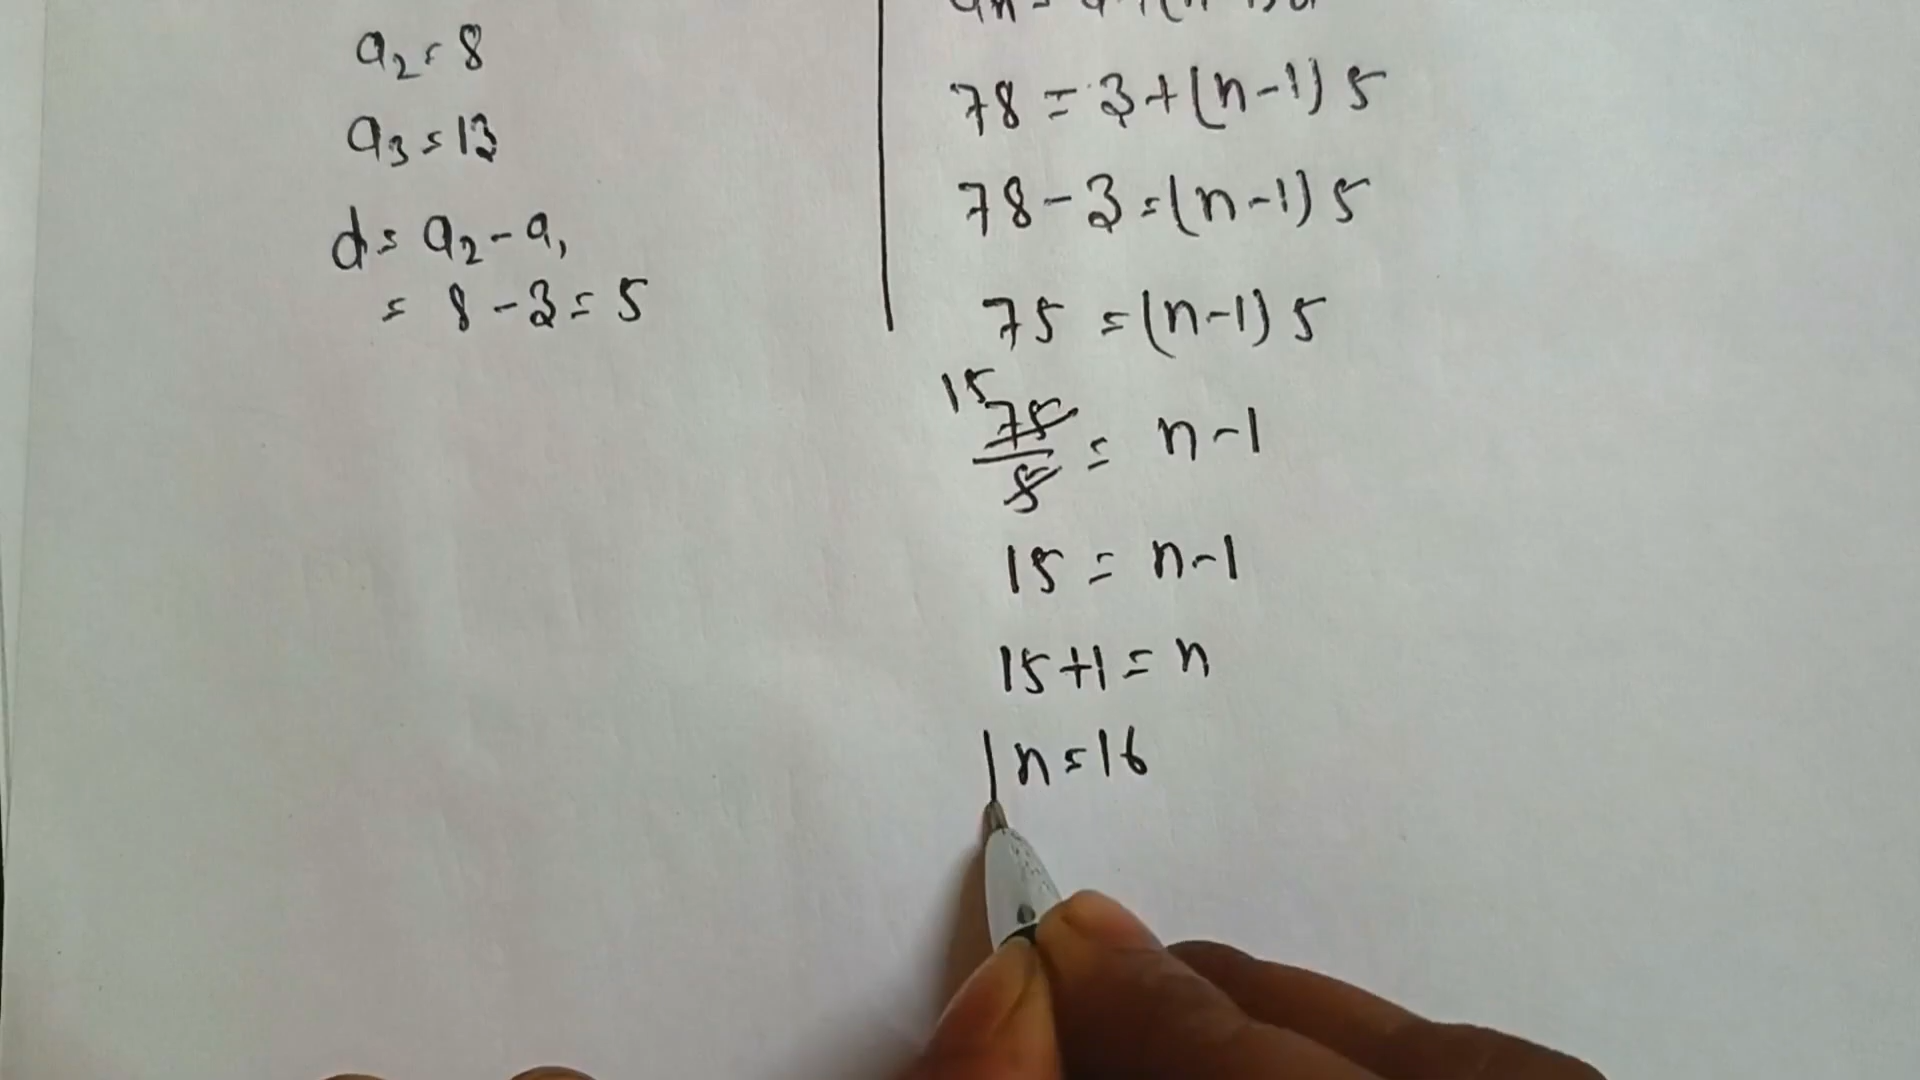 a2 = 8
a3 = 13
d = a2 - a1
= 8 - 3 = 5
78 = 3 + (n-1) 5
78 - 3 = (n-1) 5
75 = (n-1) 5
15
75/5 = n-1
15 = n-1
15+1 = n
n = 16